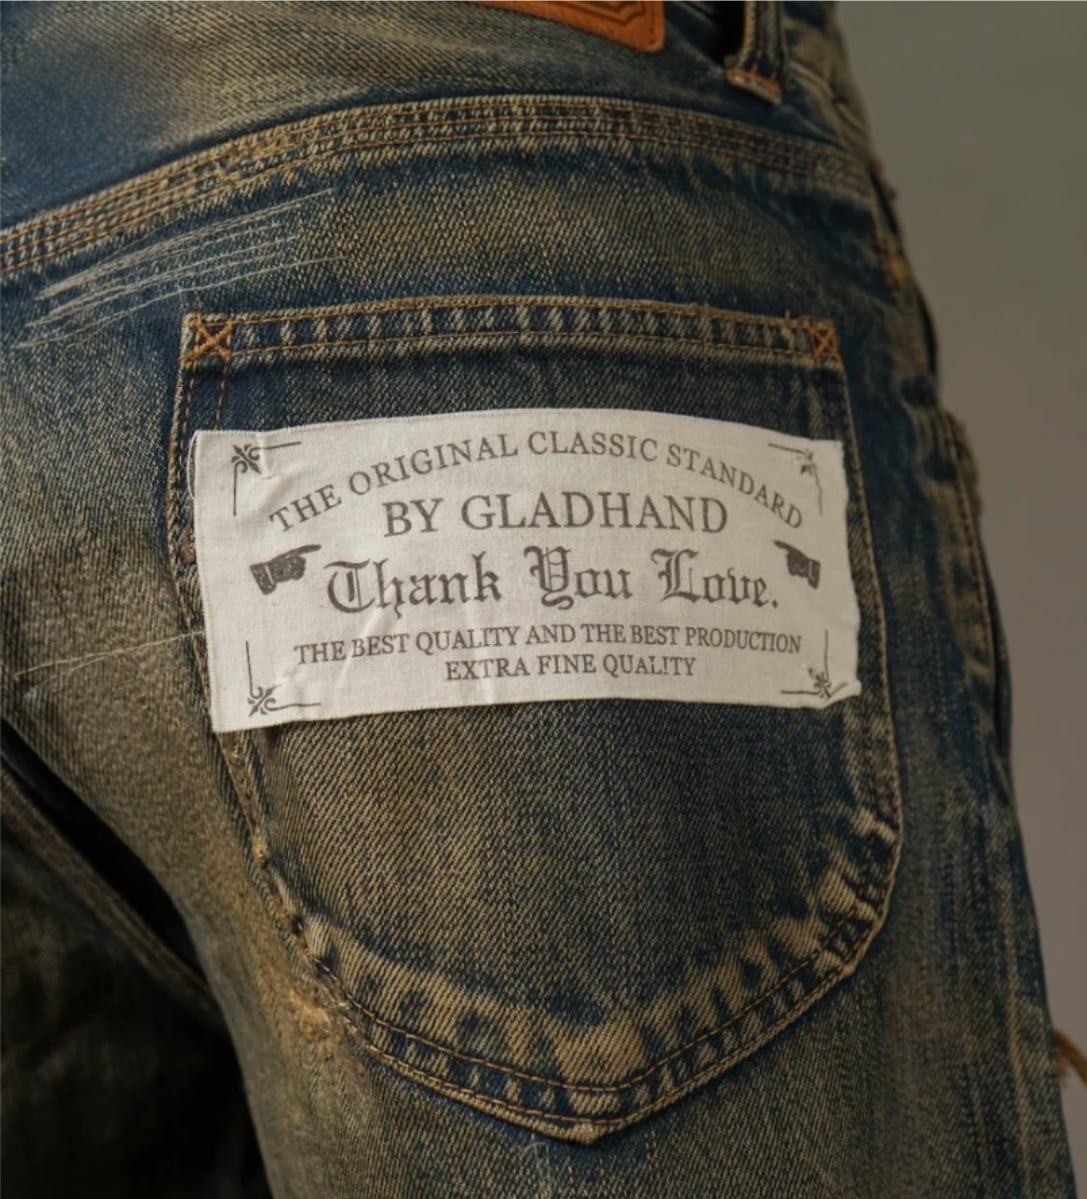 THE ORIGINAL CLASSIC STANDARD
BY GLADHAND
Thank You Love.
THE BEST QUALITY AND THE BEST PRODUCTION
EXTRA FINE QUALITY